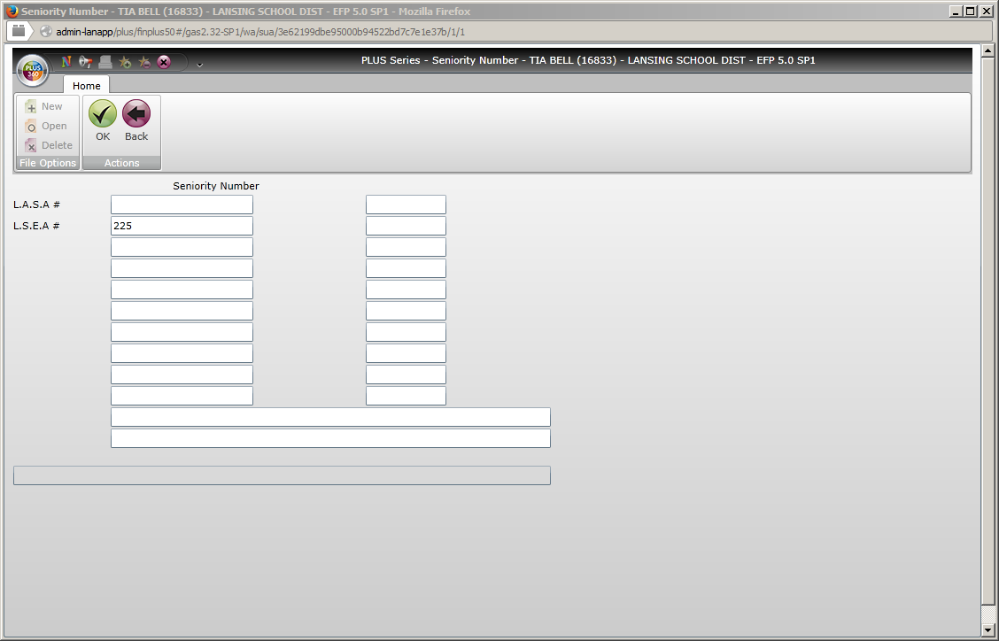 Seniority Number - TIA BELL (16833) - LANSING SCHOOL DIST - EFP 5.0 SP1 - Mozilla Firefox
admin-lanapp/plus/finplus50#/gas2.32-SP1/wa/sua/3e62199dbe95000b94522bd7c7e1e37b/1/1
PLUS 360
PLUS Series - Seniority Number - TIA BELL (16833) - LANSING SCHOOL DIST - EFP 5.0 SP1
Home
New
Open
Delete
File Options
OK
Back
Actions
Seniority Number
L.A.S.A #
L.S.E.A # 225